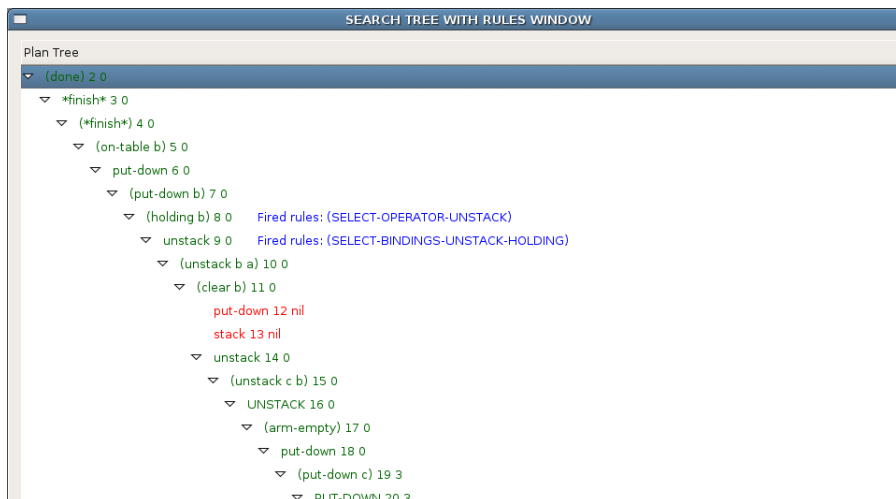 SEARCH TREE WITH RULES WINDOW
Plan Tree
(done) 2 0
*finish* 3 0
(*finish*) 4 0
(on-table b) 5 0
put-down 6 0
(put-down b) 7 0
(holding b) 8 0 Fired rules: (SELECT-OPERATOR-UNSTACK)
unstack 9 0 Fired rules: (SELECT-BINDINGS-UNSTACK-HOLDING)
(unstack b a) 10 0
(clear b) 11 0
put-down 12 nil
stack 13 nil
unstack 14 0
(unstack c b) 15 0
UNSTACK 16 0
(arm-empty) 17 0
put-down 18 0
(put-down c) 19 3
PUT-DOWN 20 3